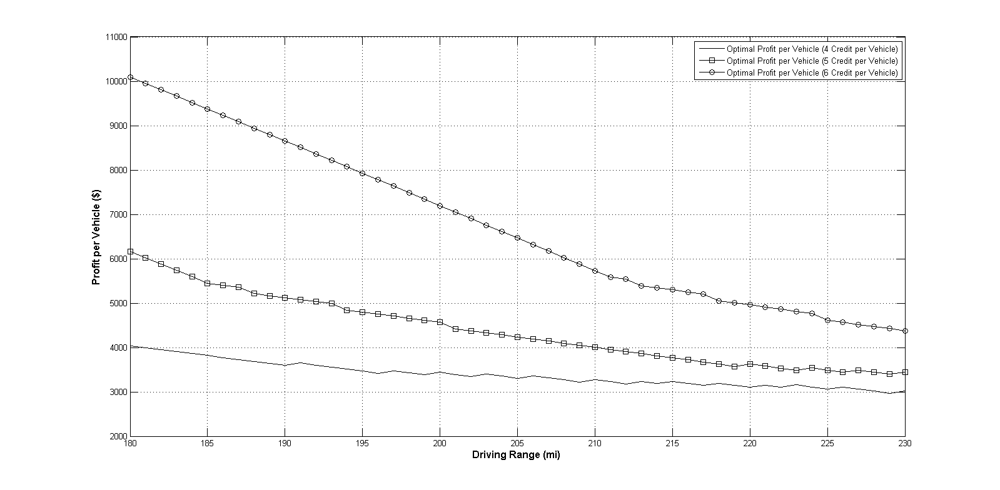 11000
10000
9000
8000
7000
6000
5000
4000
3000
2000
Profit per Vehicle ($)
Optimal Profit per Vehicle (4 Credit per Vehicle)
Optimal Profit per Vehicle (5 Credit per Vehicle)
Optimal Profit per Vehicle (6 Credit per Vehicle)
180 185 190 195 200 205 210 215 220 225 230
Driving Range (mi)